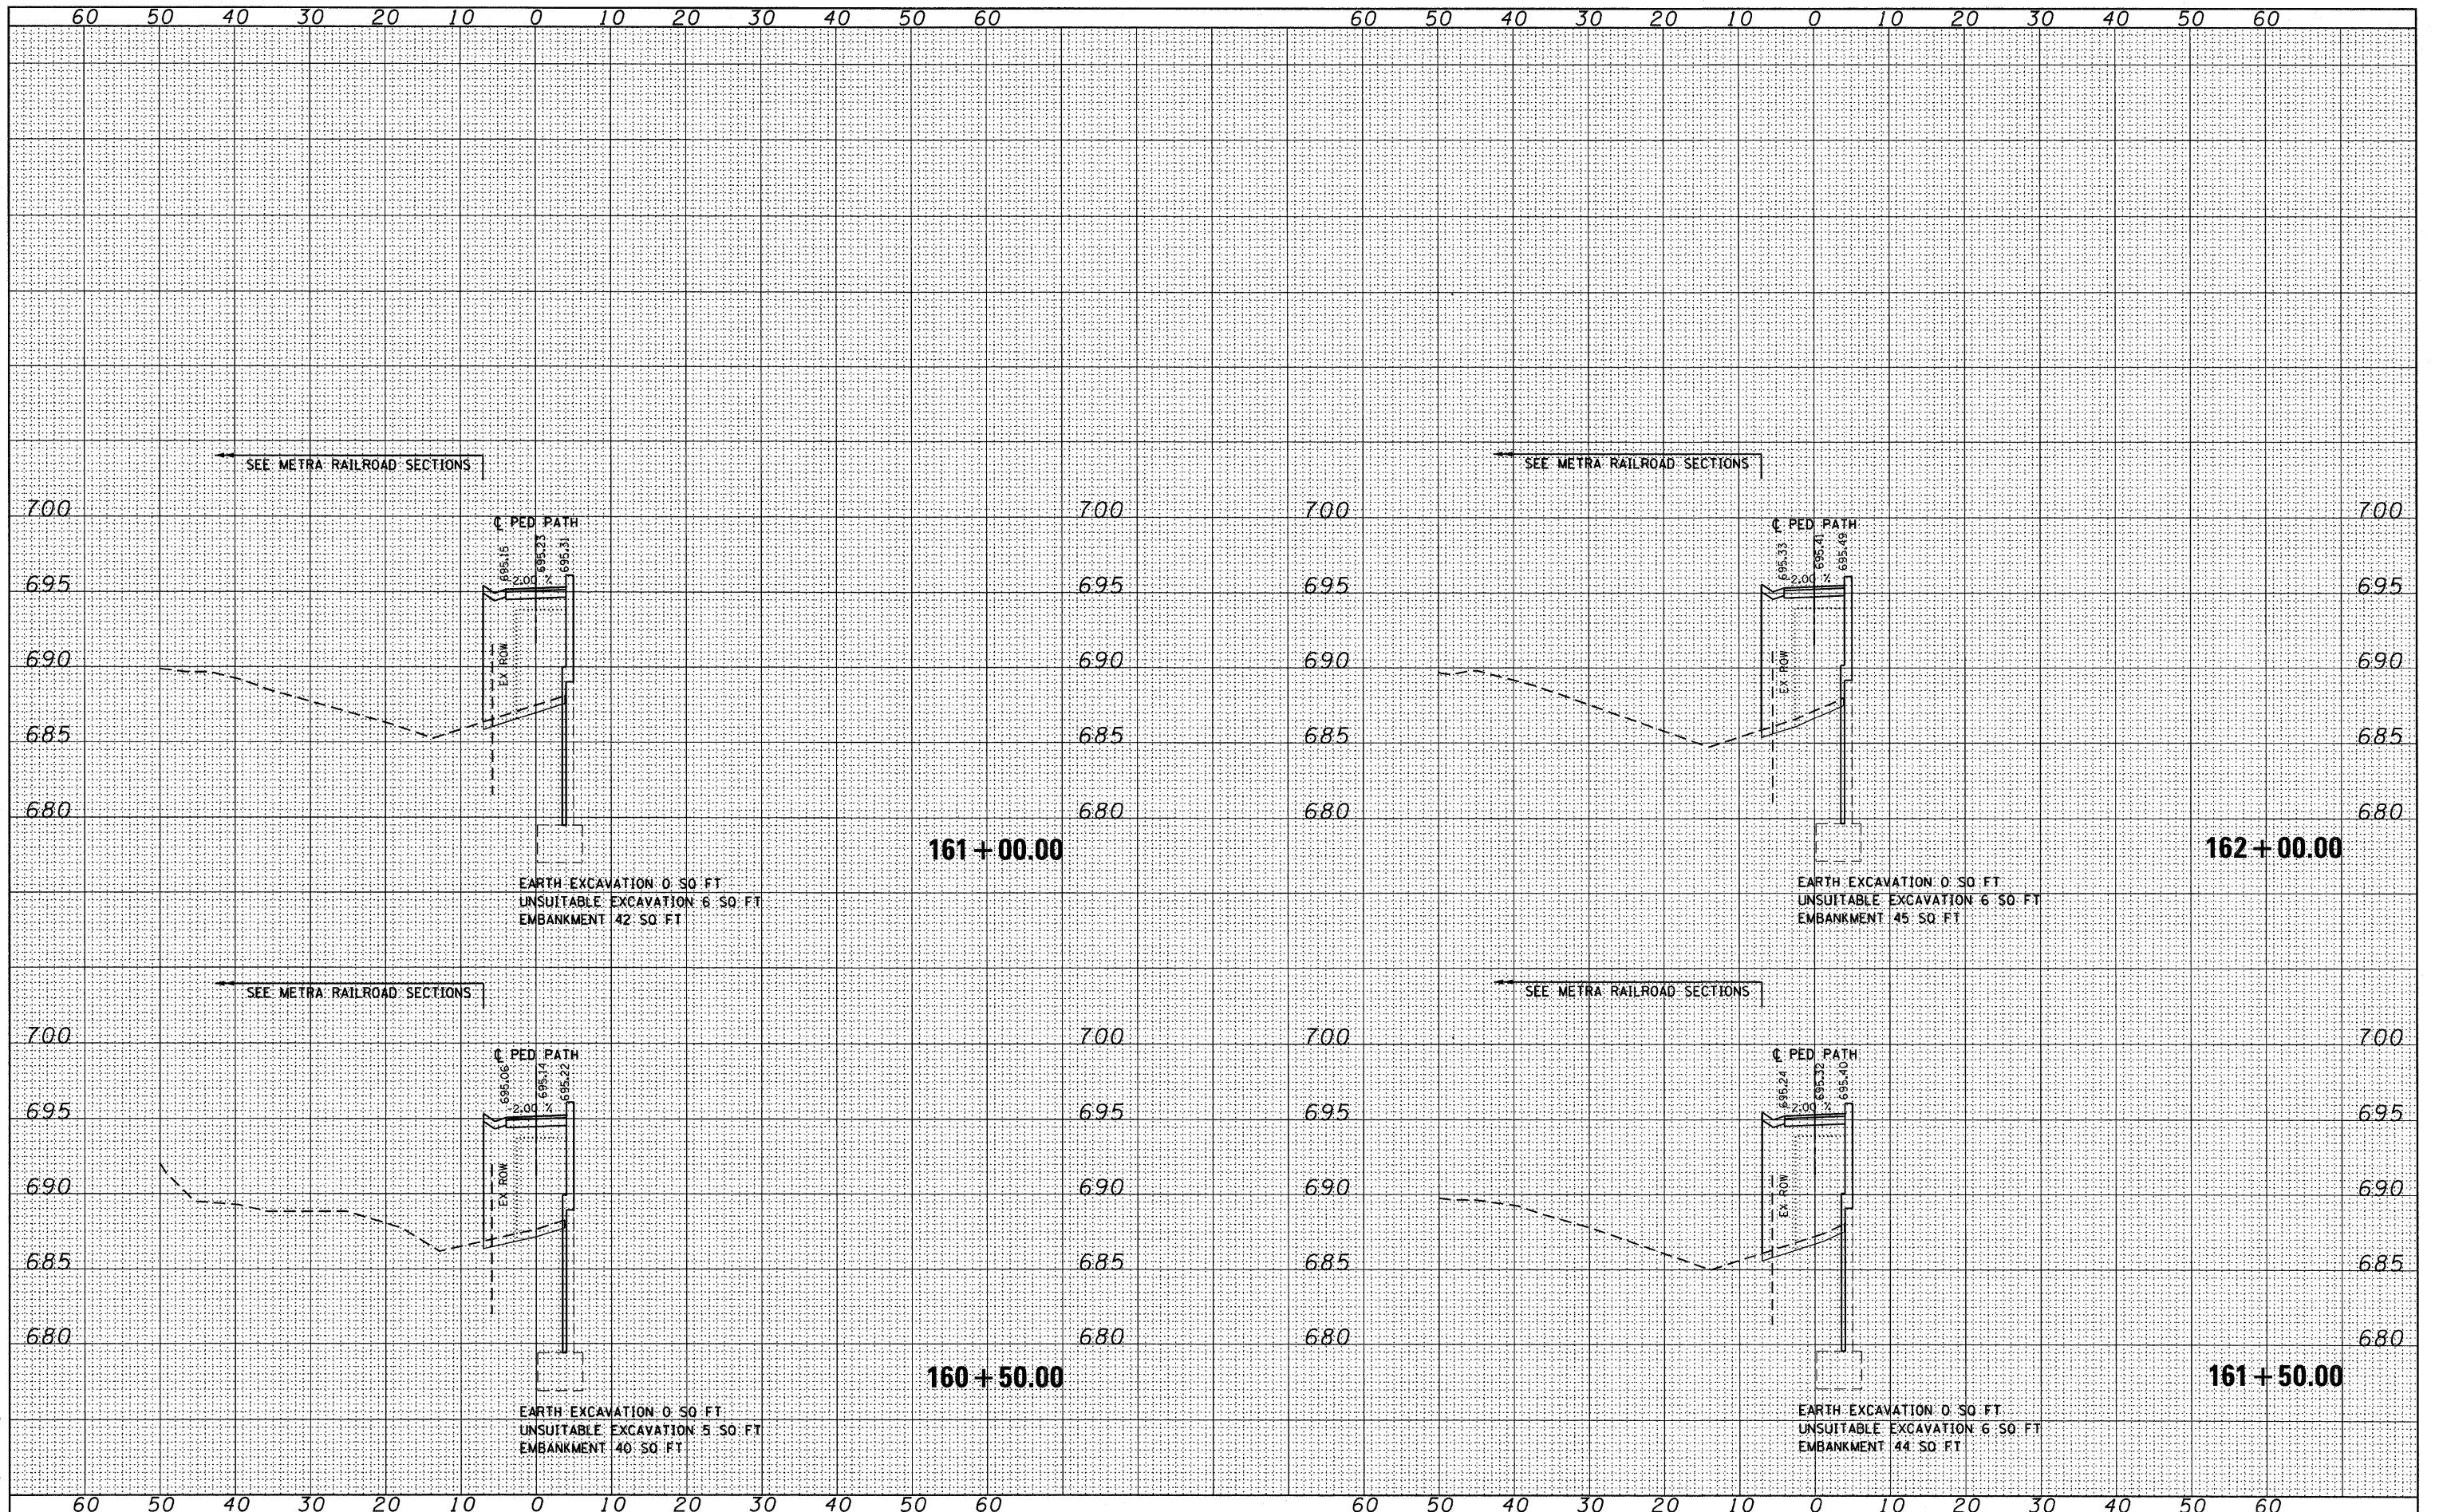 60 50 40 30 20 10 0 10 20 30 40 50 60 60 50 40 30 20 10 0 10 20 30 40 50 60
SEE METRA RAILROAD SECTIONS
700 700
℄ PED PATH
695.15 695.23 695.31
-2.00 %
695 695
EX ROW
690 690
685 685
680 680
161+00.00
EARTH EXCAVATION 0 SQ FT
UNSUITABLE EXCAVATION 6 SQ FT
EMBANKMENT 42 SQ FT
SEE METRA RAILROAD SECTIONS
700 700
℄ PED PATH
695.33 695.41 695.49
-2.00 %
695 695
EX ROW
690 690
685 685
680 680
162+00.00
EARTH EXCAVATION 0 SQ FT
UNSUITABLE EXCAVATION 6 SQ FT
EMBANKMENT 45 SQ FT
SEE METRA RAILROAD SECTIONS
700 700
℄ PED PATH
695.06 695.14 695.22
-2.00 %
695 695
EX ROW
690 690
685 685
680 680
160+50.00
EARTH EXCAVATION 0 SQ FT
UNSUITABLE EXCAVATION 5 SQ FT
EMBANKMENT 40 SQ FT
SEE METRA RAILROAD SECTIONS
700 700
℄ PED PATH
695.24 695.32 695.40
-2.00 %
695 695
EX ROW
690 690
685 685
680 680
161+50.00
EARTH EXCAVATION 0 SQ FT
UNSUITABLE EXCAVATION 6 SQ FT
EMBANKMENT 44 SQ FT
60 50 40 30 20 10 0 10 20 30 40 50 60 60 50 40 30 20 10 0 10 20 30 40 50 60